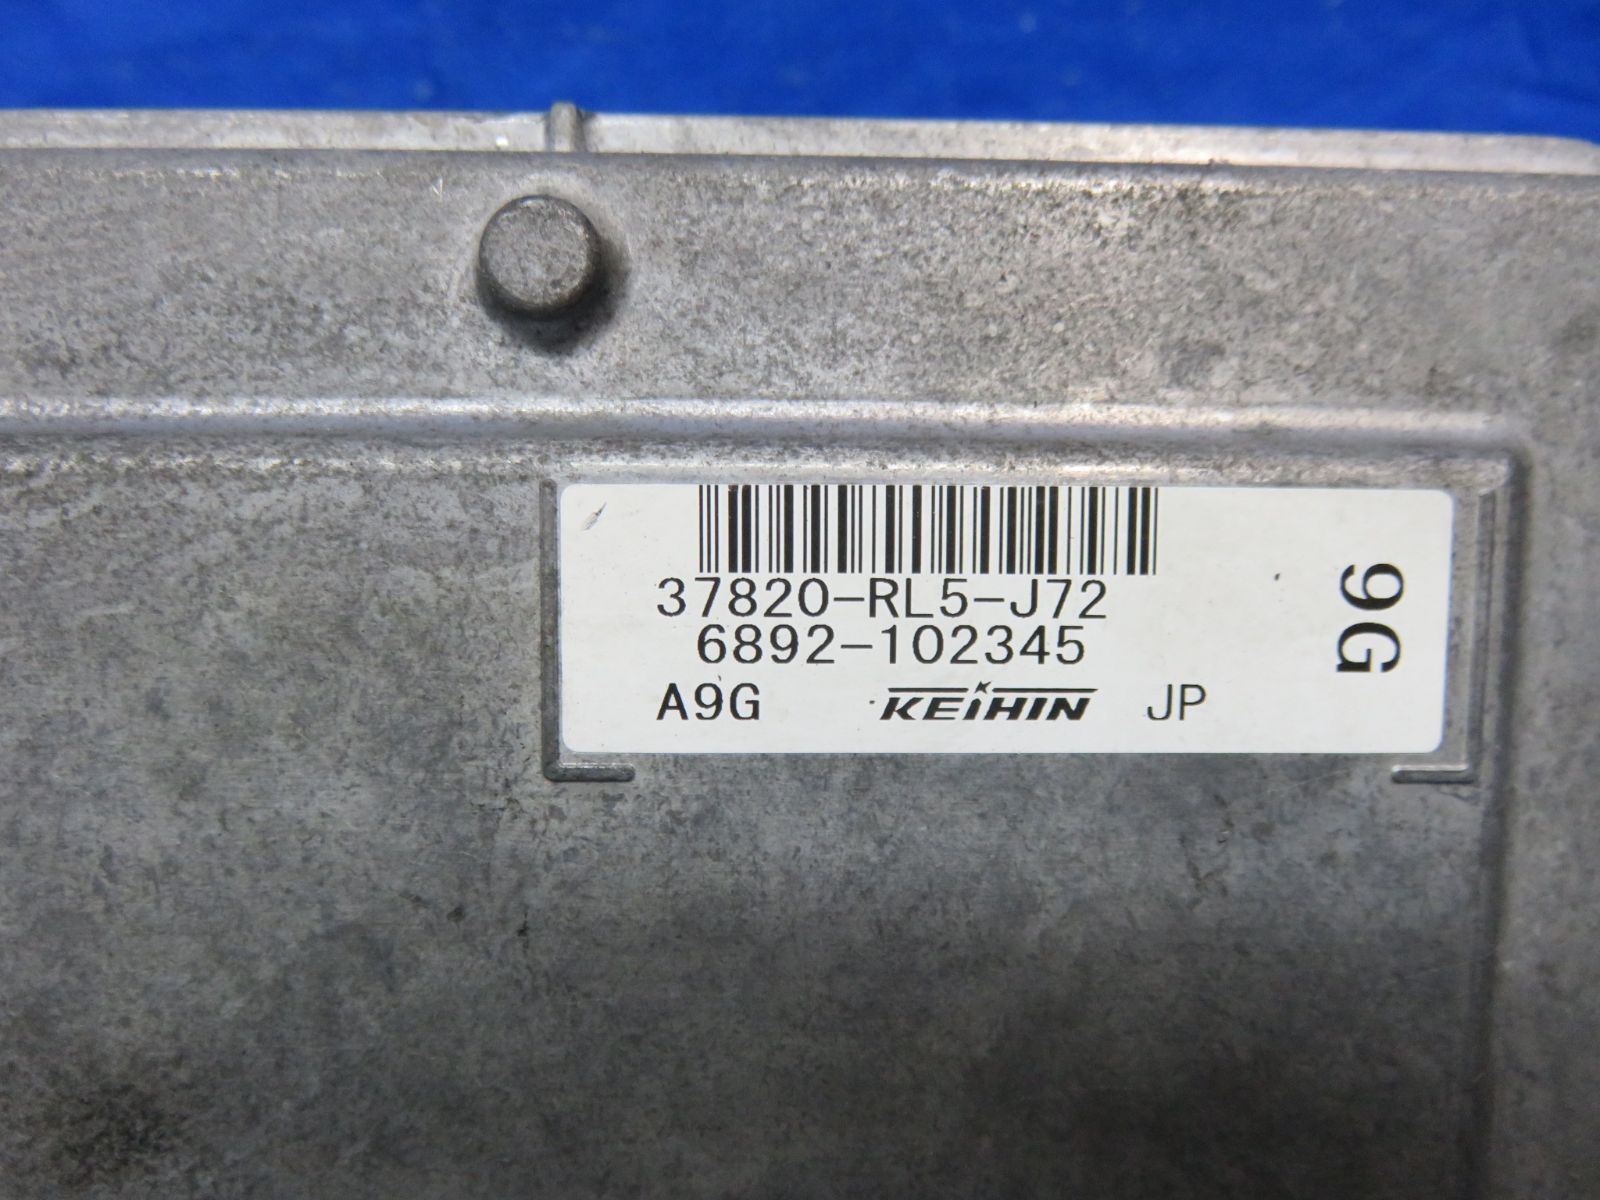 37820-RL5-J72
6892-102345
A9G KEIHIN JP
9G